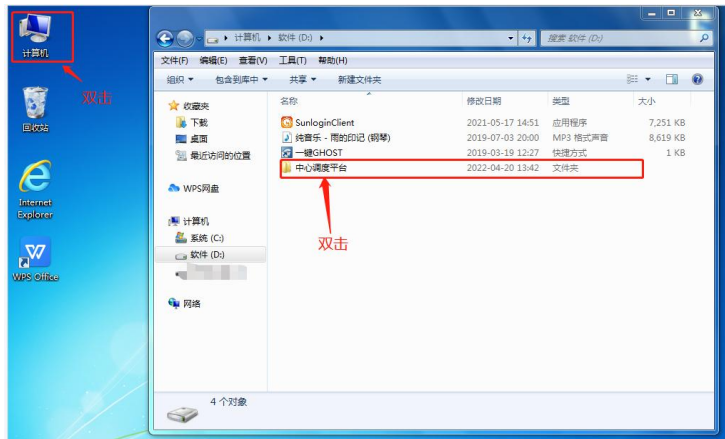 计算机
双击
回收站
Internet
Explorer
WPS Office
计算机 软件 (D:)
搜索 软件 (D:)
文件(F) 编辑(E) 查看(V) 工具(T) 帮助(H)
组织 包含到库中 共享 新建文件夹
收藏夹
下载
桌面
最近访问的位置
WPS网盘
计算机
系统 (C:)
软件 (D:)
网络
名称 修改日期 类型 大小
SunloginClient 2021-05-17 14:51 应用程序 7,251 KB
纯音乐 - 雨的印记 (钢琴) 2019-07-03 20:00 MP3 格式声音 8,619 KB
一键GHOST 2019-03-19 12:27 快捷方式 1 KB
中心调度平台 2022-04-20 13:42 文件夹
双击
4 个对象